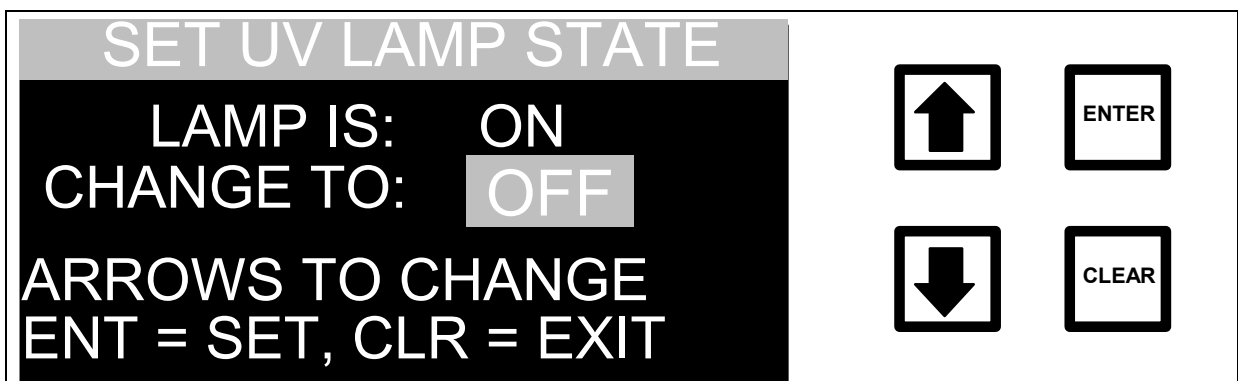 SET UV LAMP STATE
LAMP IS: ON
CHANGE TO: OFF
ARROWS TO CHANGE
ENT = SET, CLR = EXIT
ENTER
CLEAR